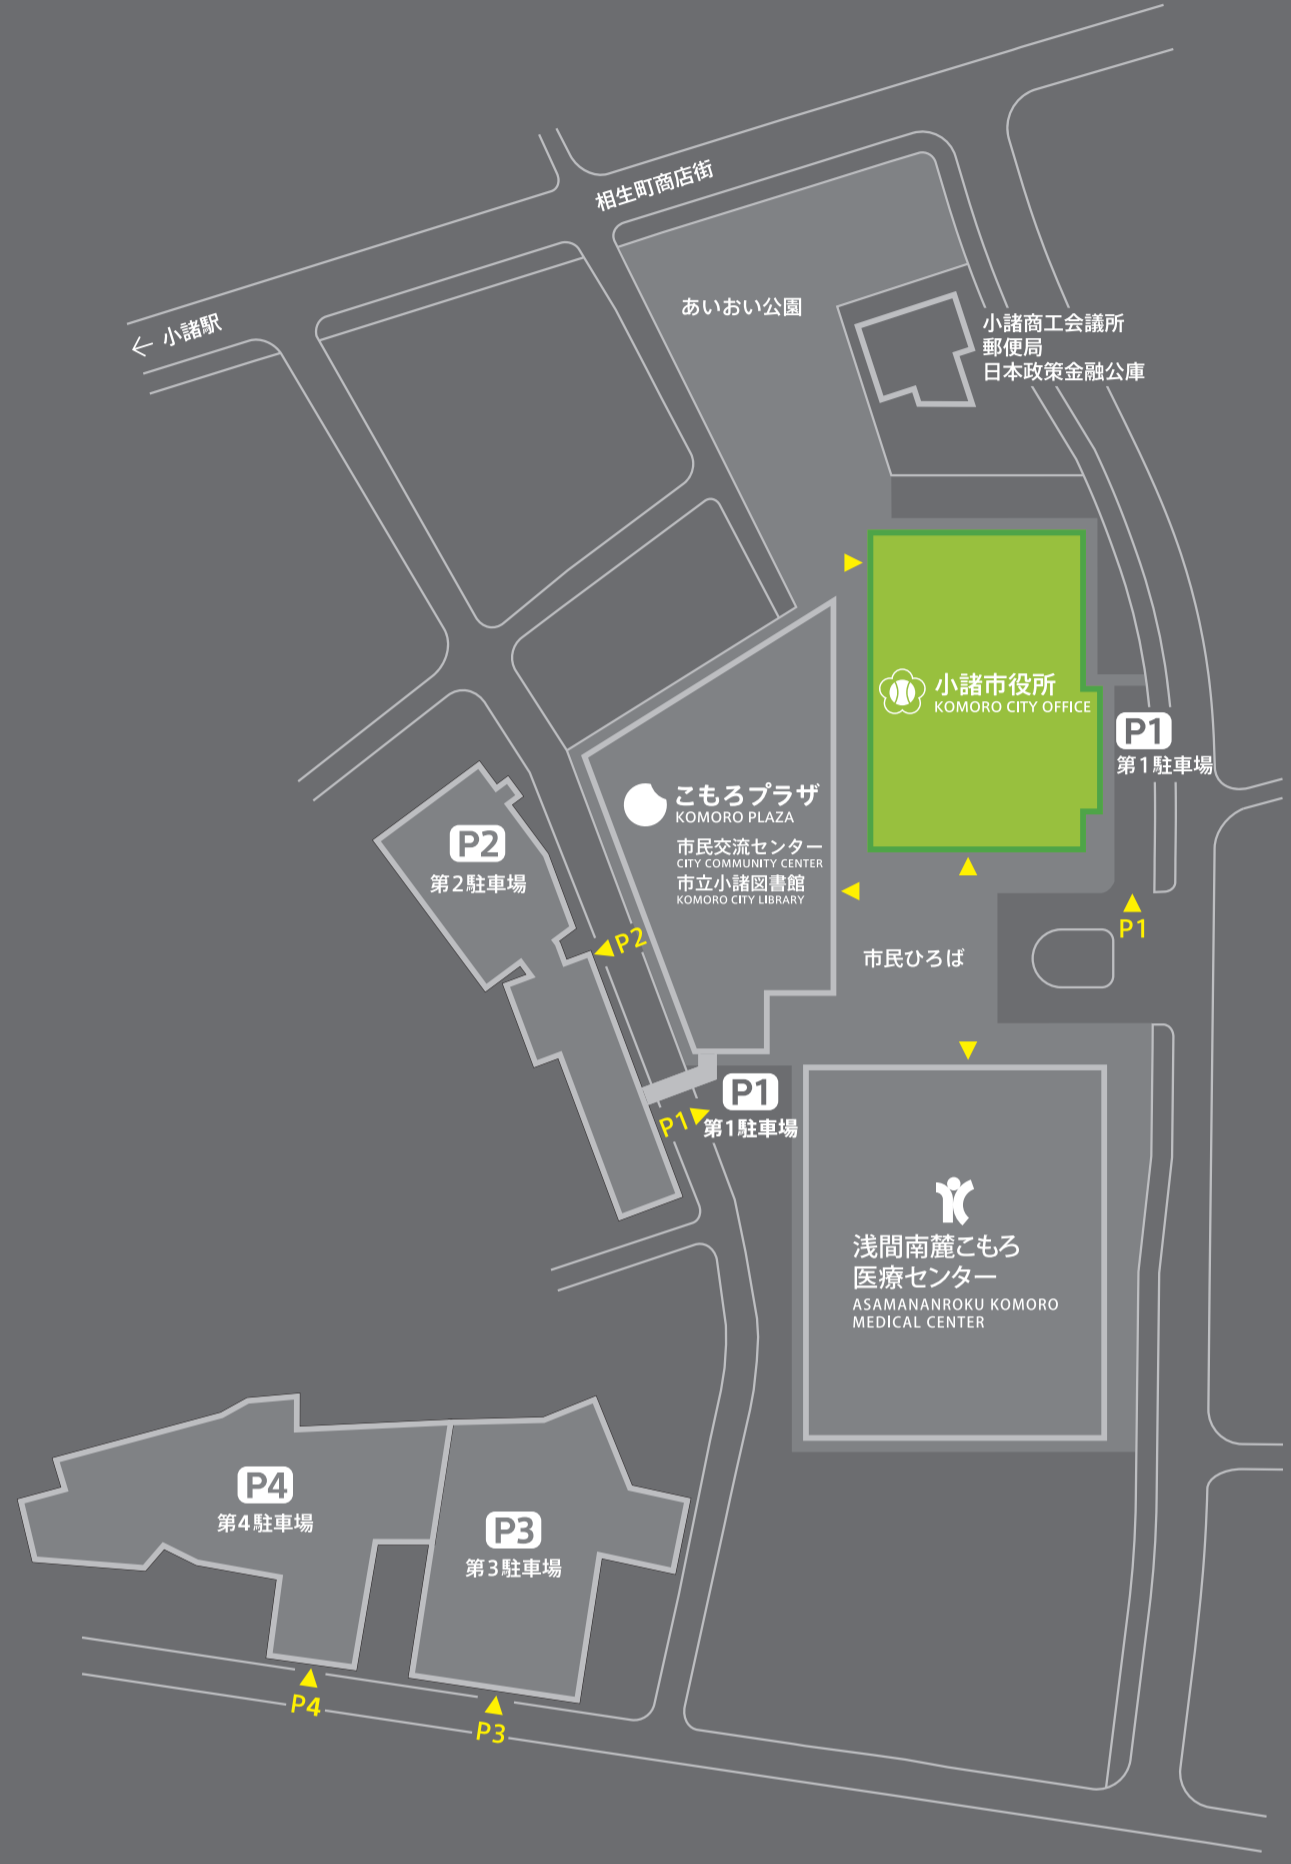 相生町商店街
← 小諸駅
あいおい公園
小諸商工会議所
郵便局
日本政策金融公庫
小諸市役所
KOMORO CITY OFFICE
P1
第1駐車場
こもろプラザ
KOMORO PLAZA
市民交流センター
CITY COMMUNITY CENTER
市立小諸図書館
KOMORO CITY LIBRARY
P2
第2駐車場
P2
P1
市民ひろば
P1
第1駐車場
P1
浅間南麓こもろ
医療センター
ASAMANANROKU KOMORO
MEDICAL CENTER
P4
第4駐車場
P3
第3駐車場
P4
P3